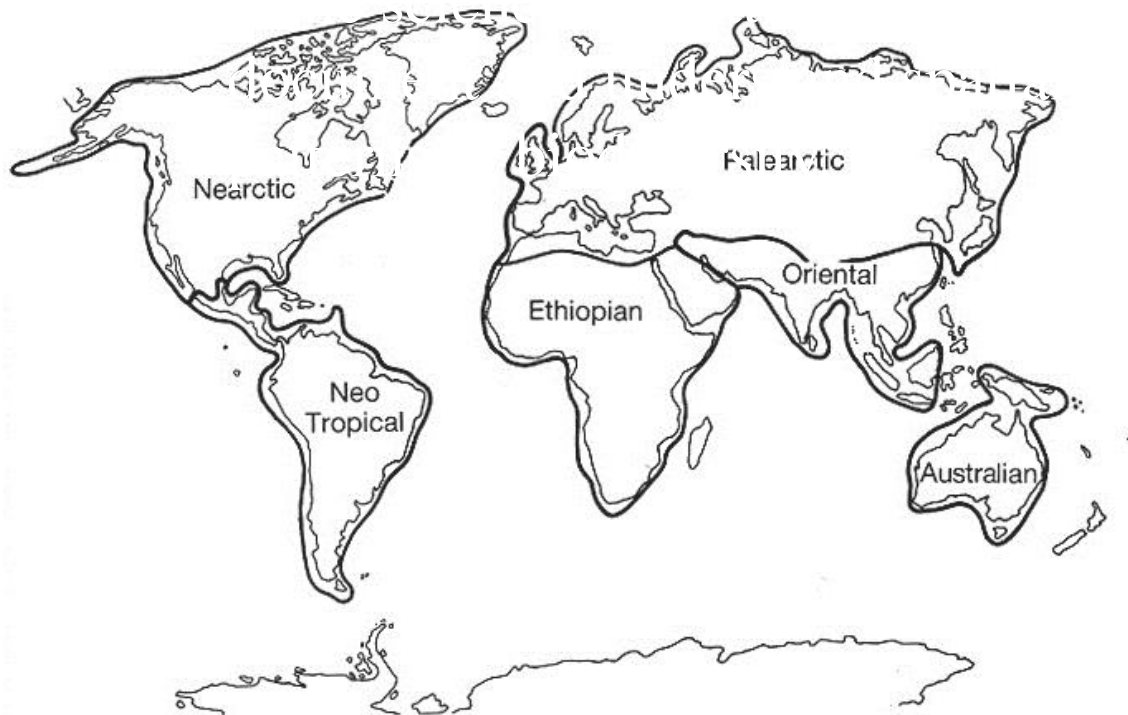 Nearctic
Palearctic
Oriental
Ethiopian
Neo
Tropical
Australian